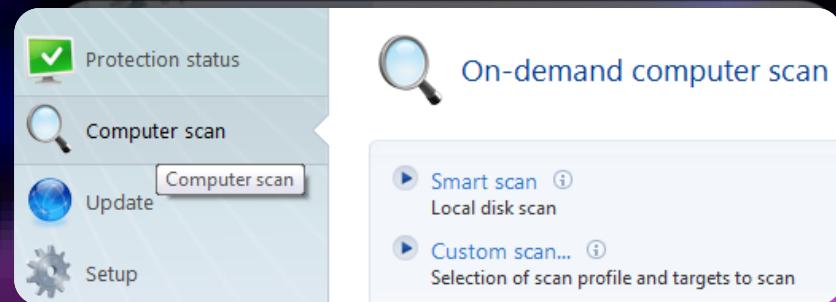 Protection status
Computer scan
Computer scan
Update
Setup
On-demand computer scan
Smart scan
Local disk scan
Custom scan...
Selection of scan profile and targets to scan